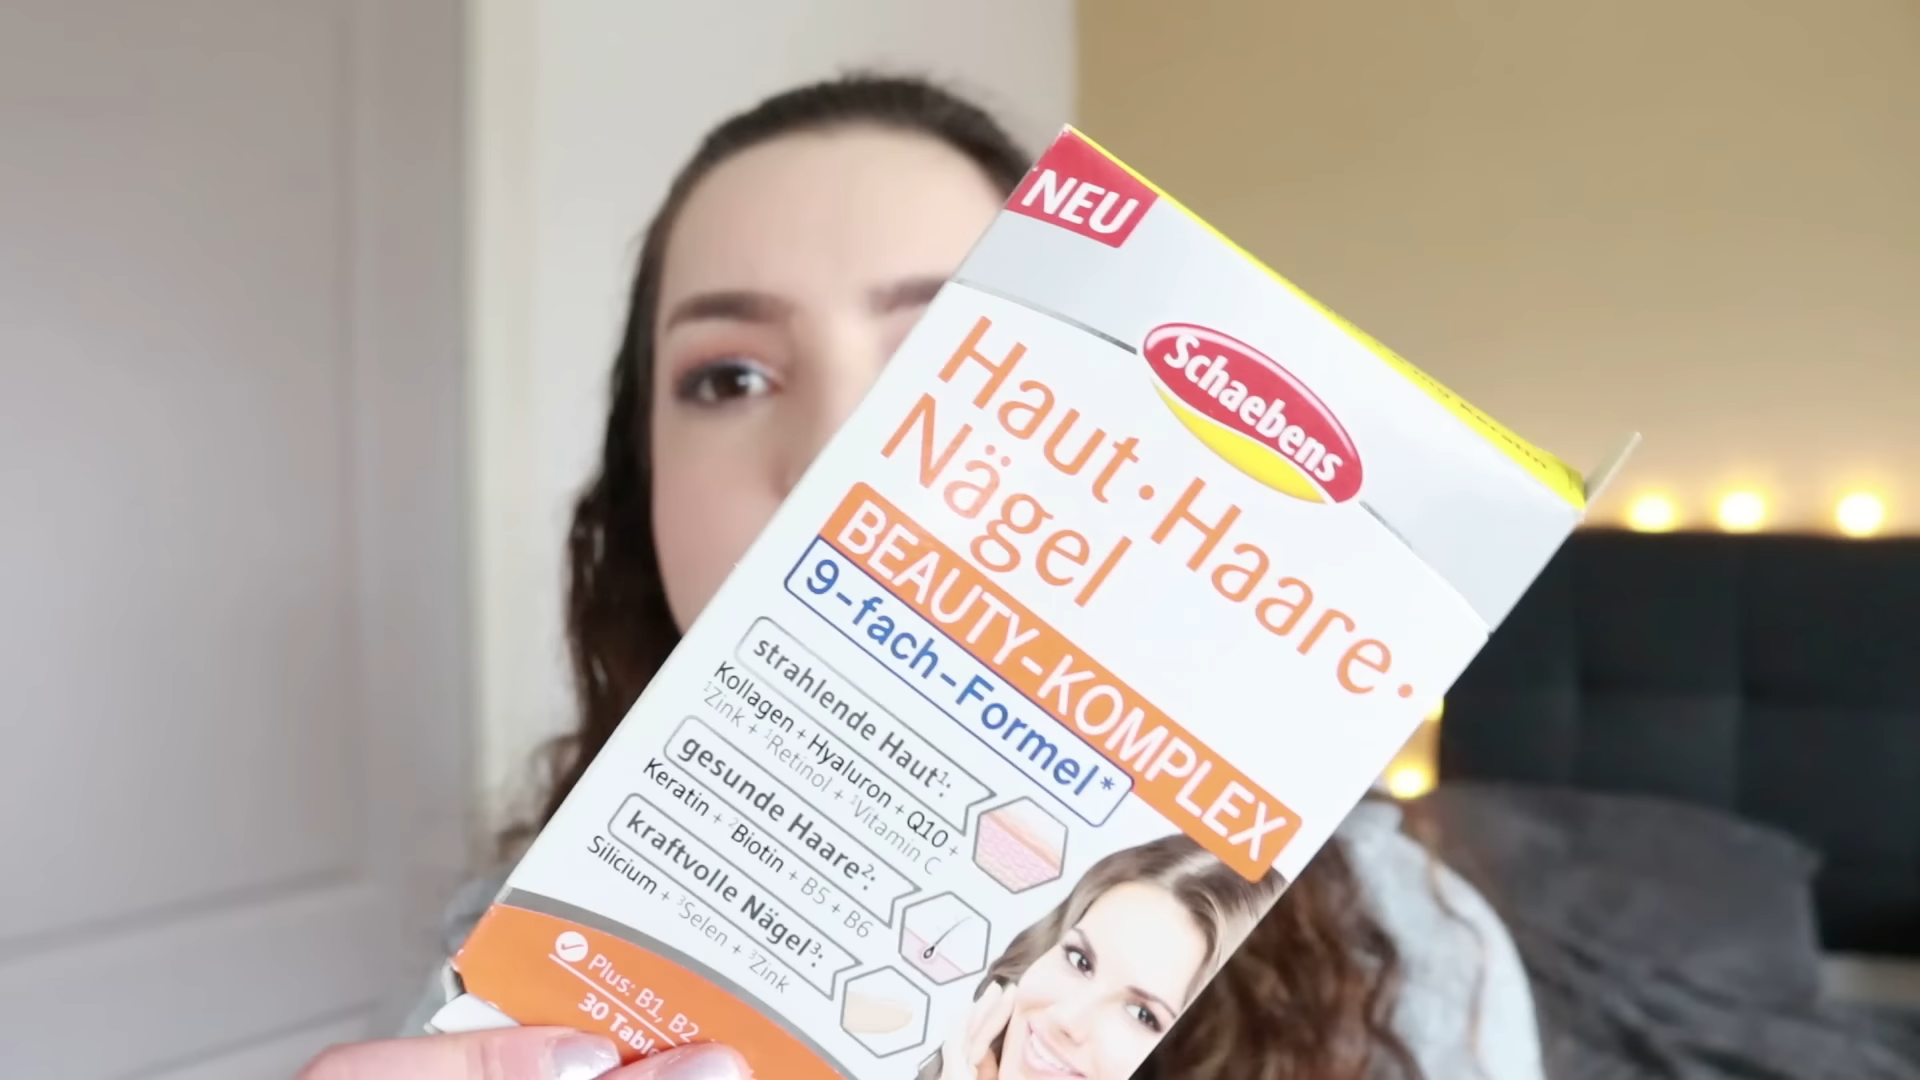 NEU
Schaebens
Haut · Haare ·
Nägel
BEAUTY-KOMPLEX
9-fach-Formel*
strahlende Haut¹:
Kollagen + Hyaluron + Q10 +
¹Zink + ¹Retinol + ¹Vitamin C
gesunde Haare²:
Keratin + ²Biotin + B5 + B6
kraftvolle Nägel³:
Silicium + ³Selen + ³Zink
Plus: B1, B2
30
Keratin